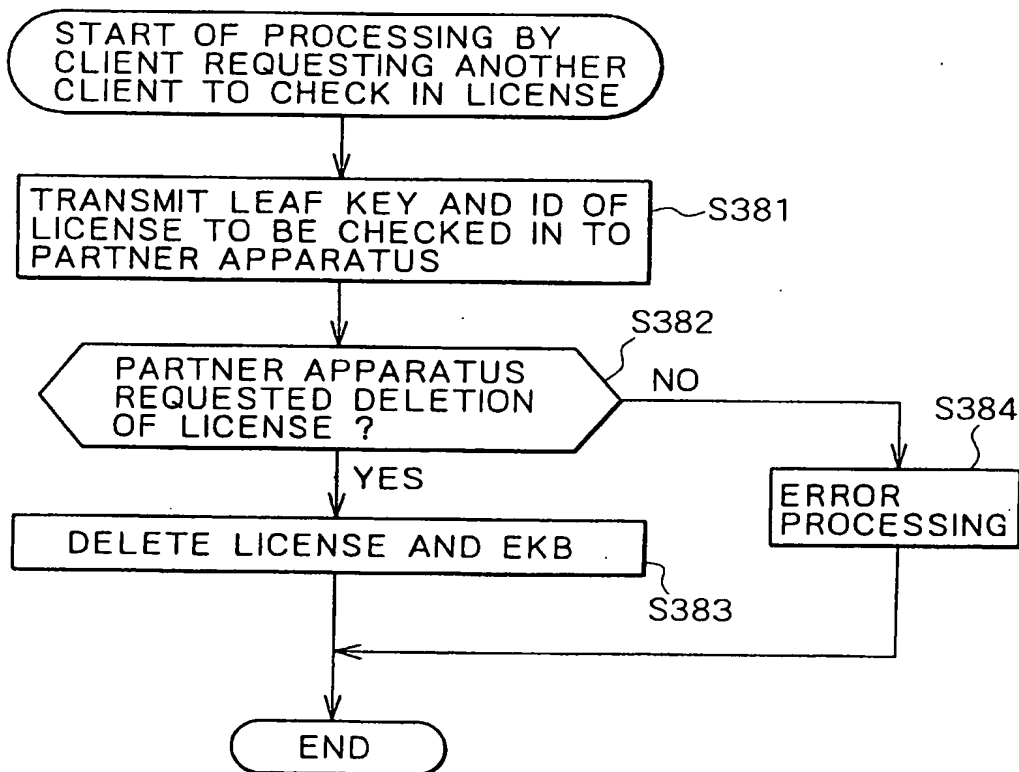 START OF PROCESSING BY
CLIENT REQUESTING ANOTHER
CLIENT TO CHECK IN LICENSE
TRANSMIT LEAF KEY AND ID OF
LICENSE TO BE CHECKED IN TO
PARTNER APPARATUS
S381
PARTNER APPARATUS
REQUESTED DELETION
OF LICENSE ?
S382
NO
YES
S384
ERROR
PROCESSING
DELETE LICENSE AND EKB
S383
END